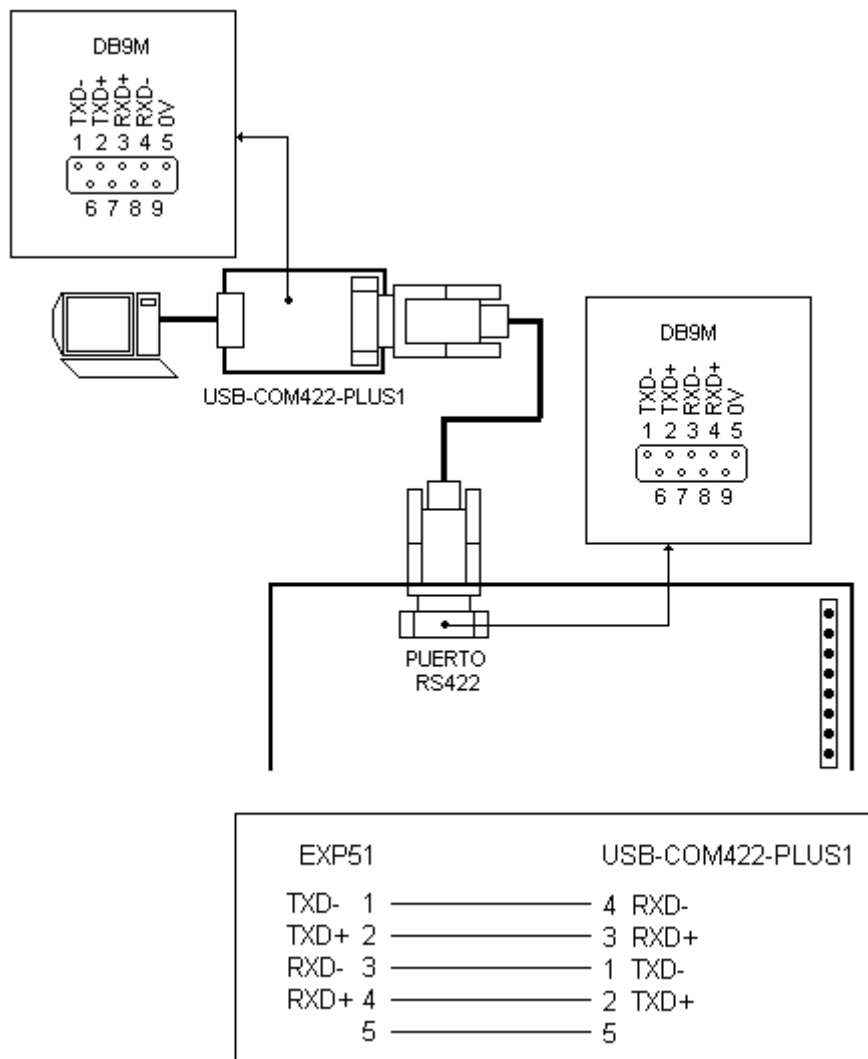 DB9M
TXD- TXD+ RXD+ RXD- 0V
1 2 3 4 5
6 7 8 9
USB-COM422-PLUS1
DB9M
TXD- TXD+ RXD- RXD+ 0V
1 2 3 4 5
6 7 8 9
PUERTO
RS422
EXP51 USB-COM422-PLUS1
TXD- 1 4 RXD-
TXD+ 2 3 RXD+
RXD- 3 1 TXD-
RXD+ 4 2 TXD+
5 5